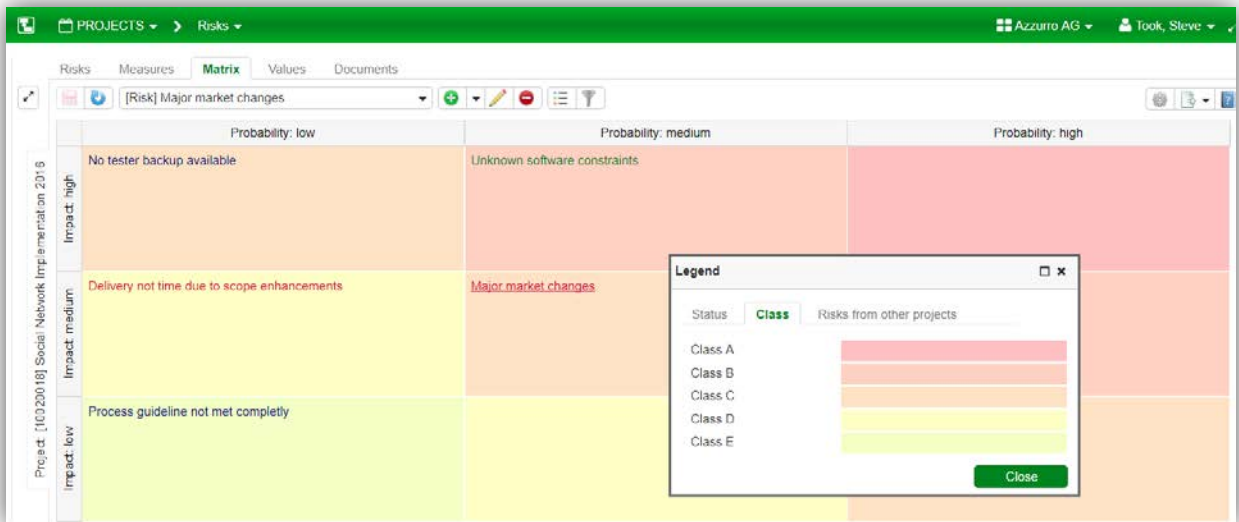 PROJECTS Risks Azzurro AG Took, Steve
Risks Measures Matrix Values Documents
[Risk] Major market changes
Probability: low Probability: medium Probability: high
Project: [10020018] Social Network Implementation 2016
Impact: high
No tester backup available
Unknown software constraints
Impact: medium
Delivery not time due to scope enhancements
Major market changes
Impact: low
Process guideline not met completly
Legend
Status Class Risks from other projects
Class A
Class B
Class C
Class D
Class E
Close